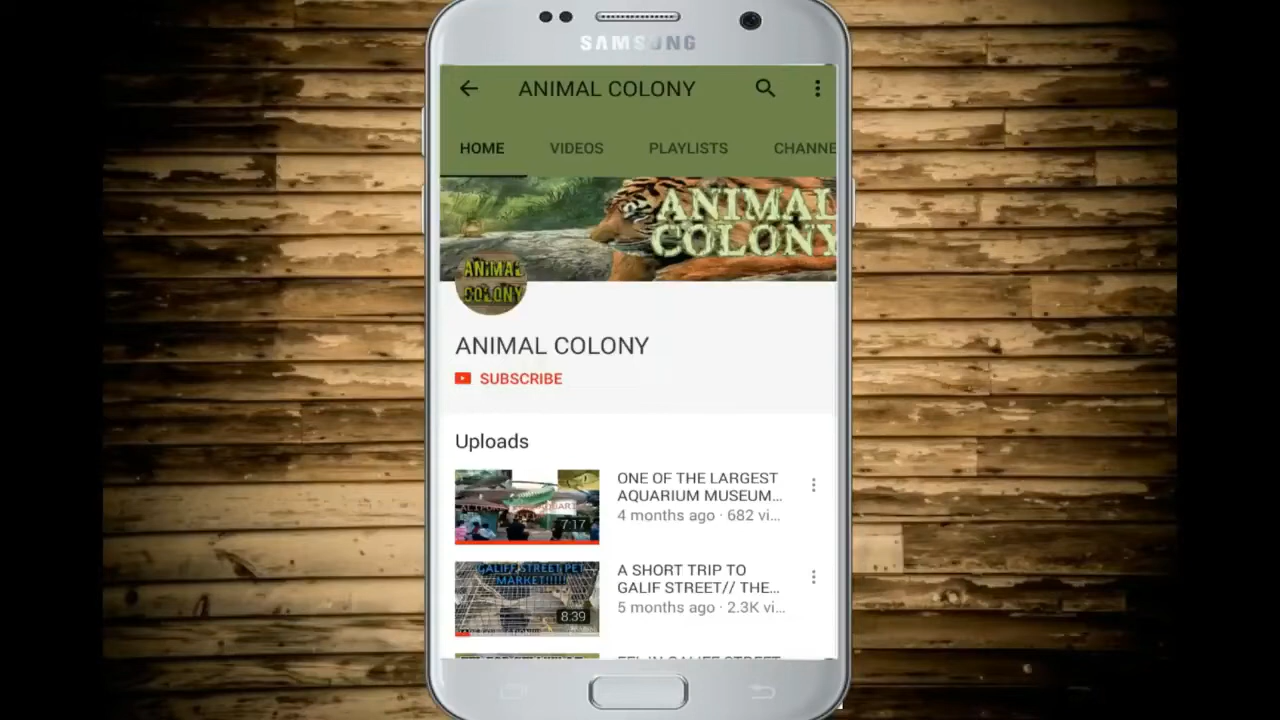 SAMSUNG
ANIMAL COLONY
HOME VIDEOS PLAYLISTS CHANNE
ANIMAL
COLONY
ANIMAL
COLONY
ANIMAL COLONY
SUBSCRIBE
Uploads
ONE OF THE LARGEST
AQUARIUM MUSEUM...
4 months ago · 682 vi...
7:17
GALIFF STREET PET
MARKET!!!!!
8:39
A SHORT TRIP TO
GALIF STREET// THE...
5 months ago · 2.3K vi...